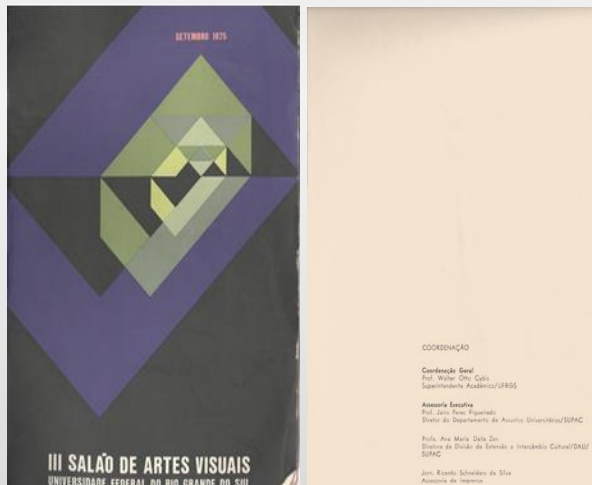 SETEMBRO 1975
III SALÃO DE ARTES VISUAIS
UNIVERSIDADE FEDERAL DO RIO GRANDE DO SUL
COORDENAÇÃO
Coordenação Geral
Prof. Walter Otto Cybis
Superintendente Acadêmico/UFRGS
Assessoria Executiva
Prof. Jairo Peres Figueiredo
Diretor do Departamento de Assuntos Universitários/SUPAC
Profa. Ana Maria Dalla Zen
Diretora da Divisão de Extensão e Intercâmbio Cultural/DAU/
SUPAC
Jorn. Ricardo Schneiders da Silva
Assessoria de Imprensa